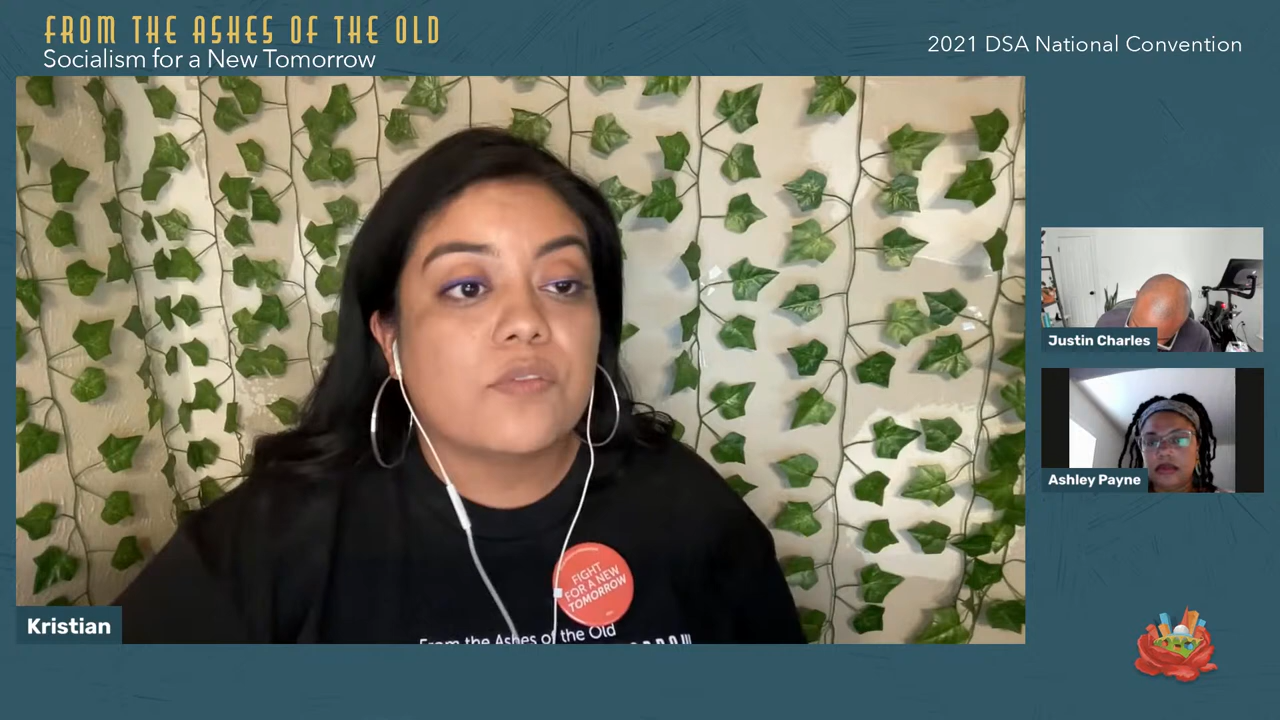 FROM THE ASHES OF THE OLD
Socialism for a New Tomorrow
2021 DSA National Convention
Justin Charles
Ashley Payne
FIGHT
FOR A NEW
TOMORROW
From the Ashes of the Old
Kristian